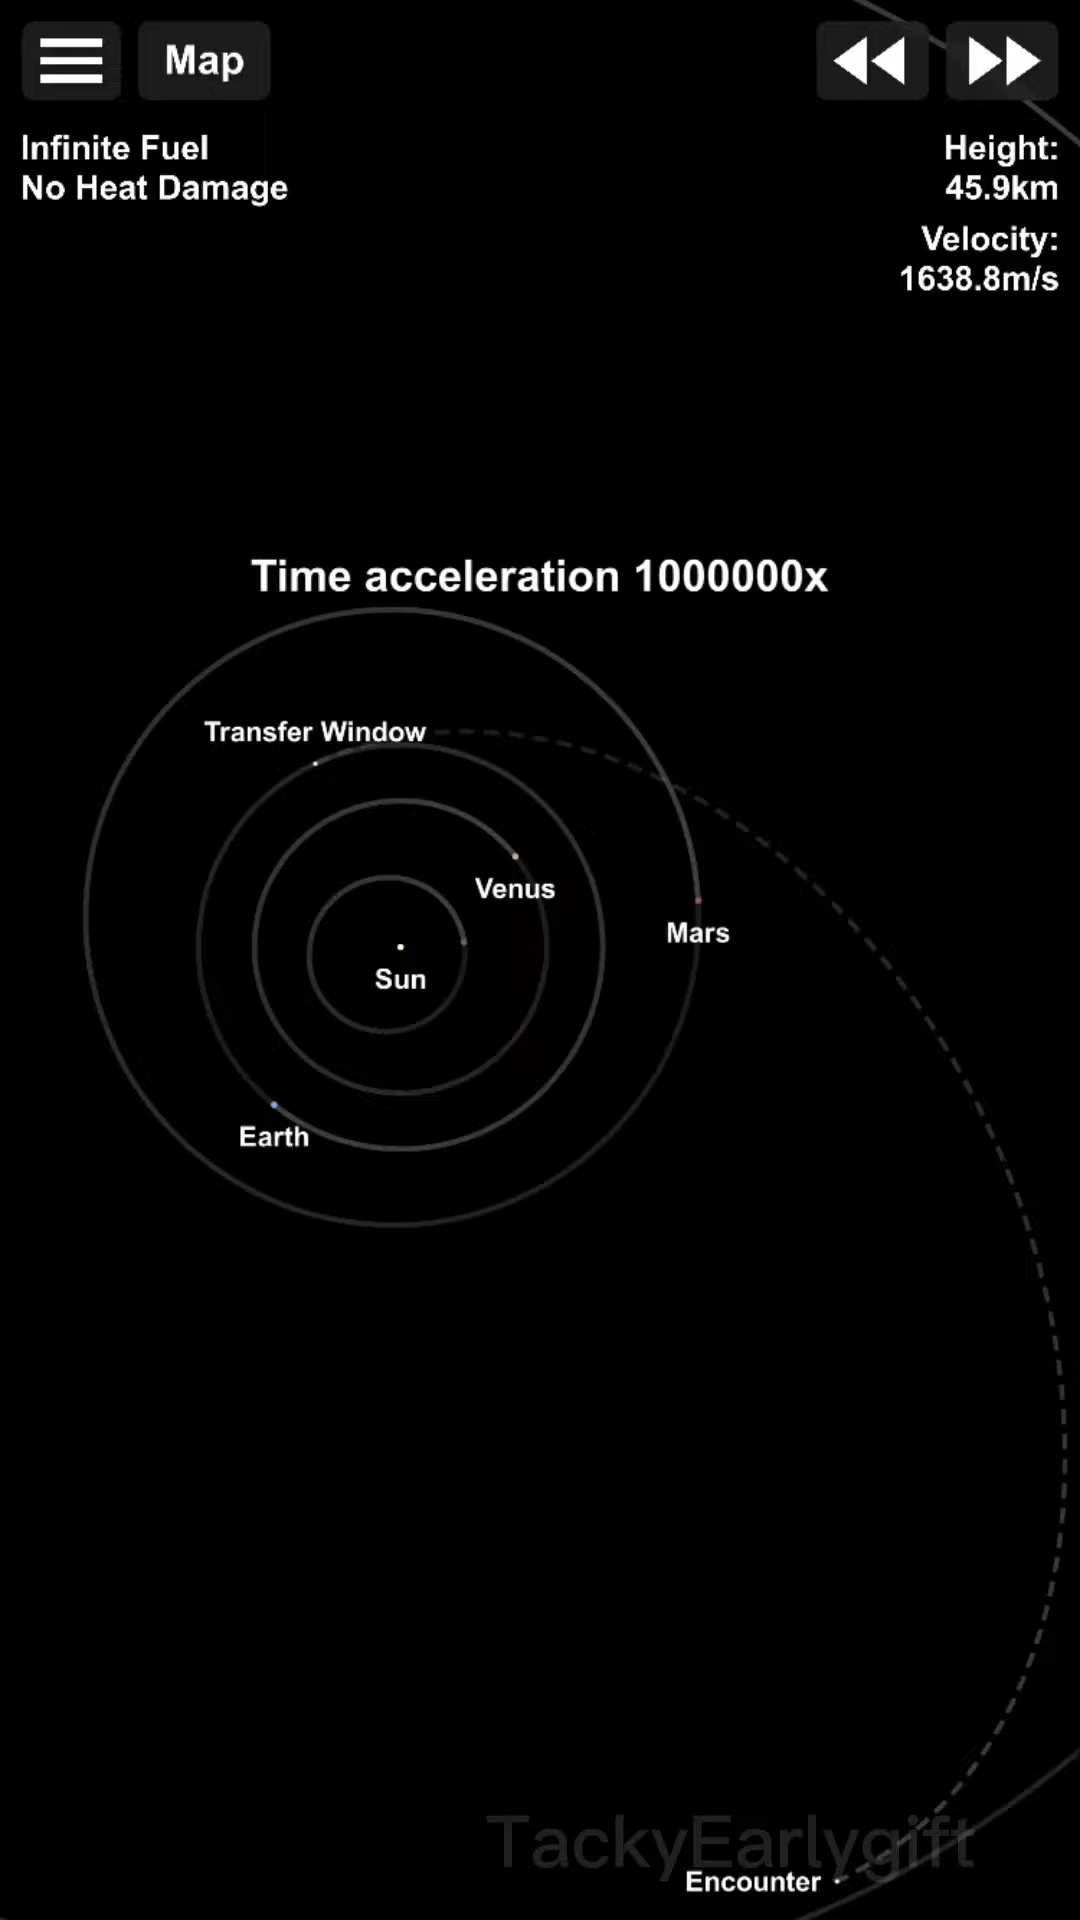 Map
Infinite Fuel
No Heat Damage
Height:
45.9km
Velocity:
1638.8m/s
Time acceleration 1000000x
Transfer Window
Venus
Mars
Sun
Earth
TackyEarlygift
Encounter